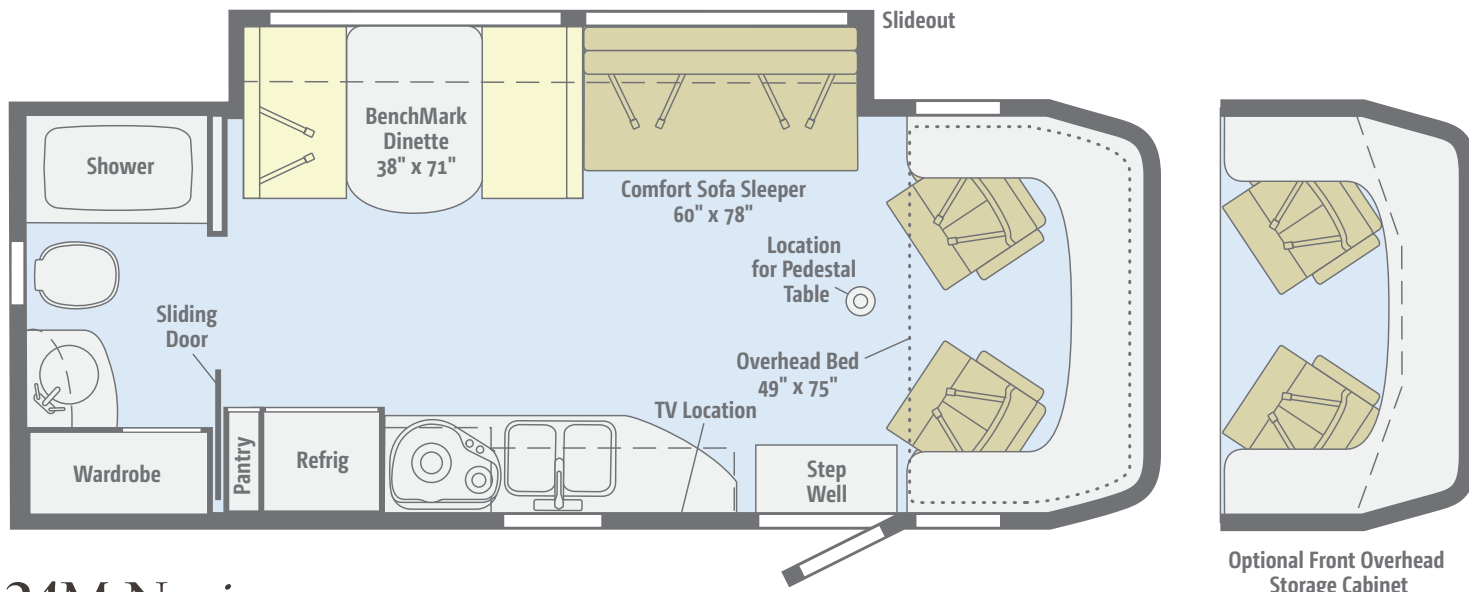 Slideout
BenchMark
Dinette
38" x 71"
Shower
Comfort Sofa Sleeper
60" x 78"
Location
for Pedestal
Table
Sliding
Door
Overhead Bed
49" x 75"
TV Location
Pantry
Refrig
Wardrobe
Step
Well
Optional Front Overhead
Storage Cabinet